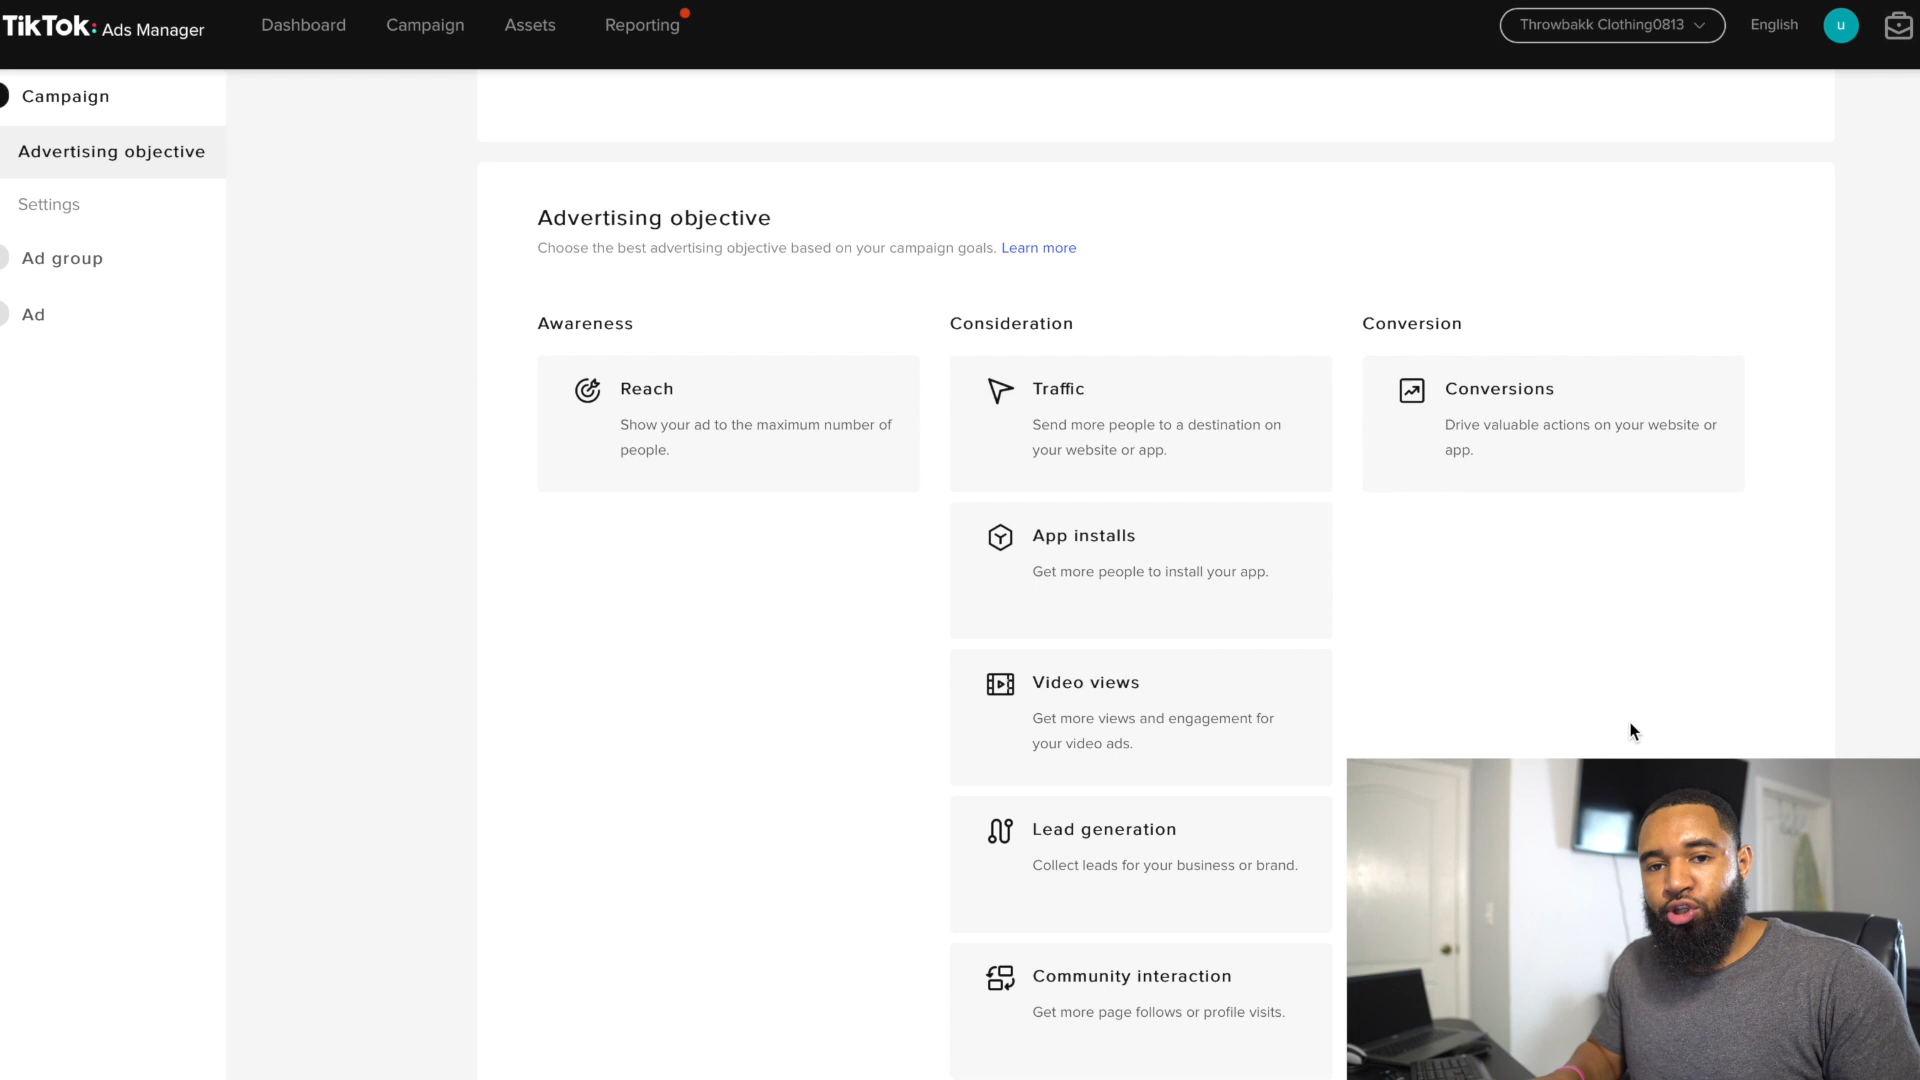 TikTok: Ads Manager
Dashboard
Campaign
Assets
Reporting
Throwbakk Clothing0813
English
u
Campaign
Advertising objective
Settings
Ad group
Ad
Advertising objective
Choose the best advertising objective based on your campaign goals. Learn more
Awareness
Reach
Show your ad to the maximum number of
people.
Consideration
Traffic
Send more people to a destination on
your website or app.
App installs
Get more people to install your app.
Video views
Get more views and engagement for
your video ads.
Lead generation
Collect leads for your business or brand.
Community interaction
Get more page follows or profile visits.
Conversion
Conversions
Drive valuable actions on your website or
app.